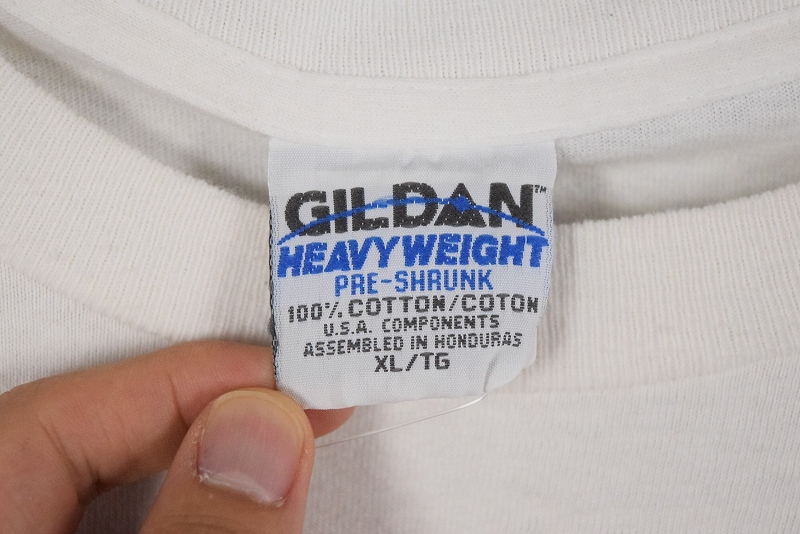 GILDAN™
HEAVYWEIGHT
PRE-SHRUNK
100% COTTON/COTON
U.S.A. COMPONENTS
ASSEMBLED IN HONDURAS
XL/TG